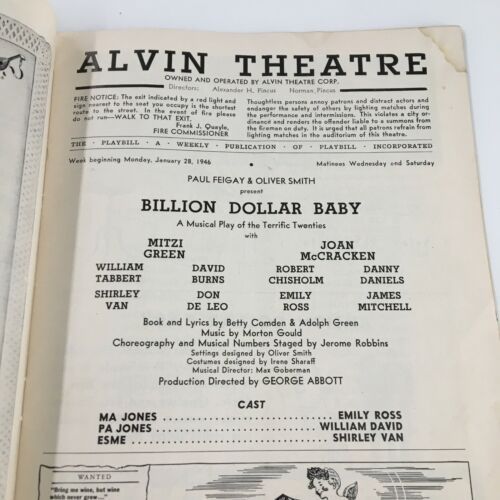 ALVIN THEATRE
OWNED AND OPERATED BY ALVIN THEATRE CORP.
Directors: Alexander H. Pincus Norman Pincus
FIRE NOTICE: The exit indicated by a red light and
sign nearest to the seat you occupy is the shortest
route to the street. In the event of fire please
do not run—WALK TO THAT EXIT.
Frank J. Quayle,
FIRE COMMISSIONER
Thoughtless persons annoy patrons and distract actors and
endanger the safety of others by lighting matches during
the performance and intermissions. This violates a city or-
dinance and renders the offender liable to a summons from
the fireman on duty. It is urged that all patrons refrain from
lighting matches in the auditorium of this theatre.
THE · PLAYBILL · A · WEEKLY · PUBLICATION · OF · PLAYBILL · INCORPORATED
Week beginning Monday, January 28, 1946 • Matinees Wednesday and Saturday
PAUL FEIGAY & OLIVER SMITH
present
BILLION DOLLAR BABY
A Musical Play of the Terrific Twenties
with
MITZI JOAN
GREEN McCRACKEN
WILLIAM DAVID ROBERT DANNY
TABBERT BURNS CHISHOLM DANIELS
SHIRLEY DON EMILY JAMES
VAN DE LEO ROSS MITCHELL
Book and Lyrics by Betty Comden & Adolph Green
Music by Morton Gould
Choreography and Musical Numbers Staged by Jerome Robbins
Settings designed by Oliver Smith
Costumes designed by Irene Sharaff
Musical Director: Max Goberman
Production Directed by GEORGE ABBOTT
CAST
MA JONES ........................ EMILY ROSS
PA JONES ........................ WILLIAM DAVID
ESME ........................ SHIRLEY VAN
WANTED
"Bring me wine, but wine
which never grew...